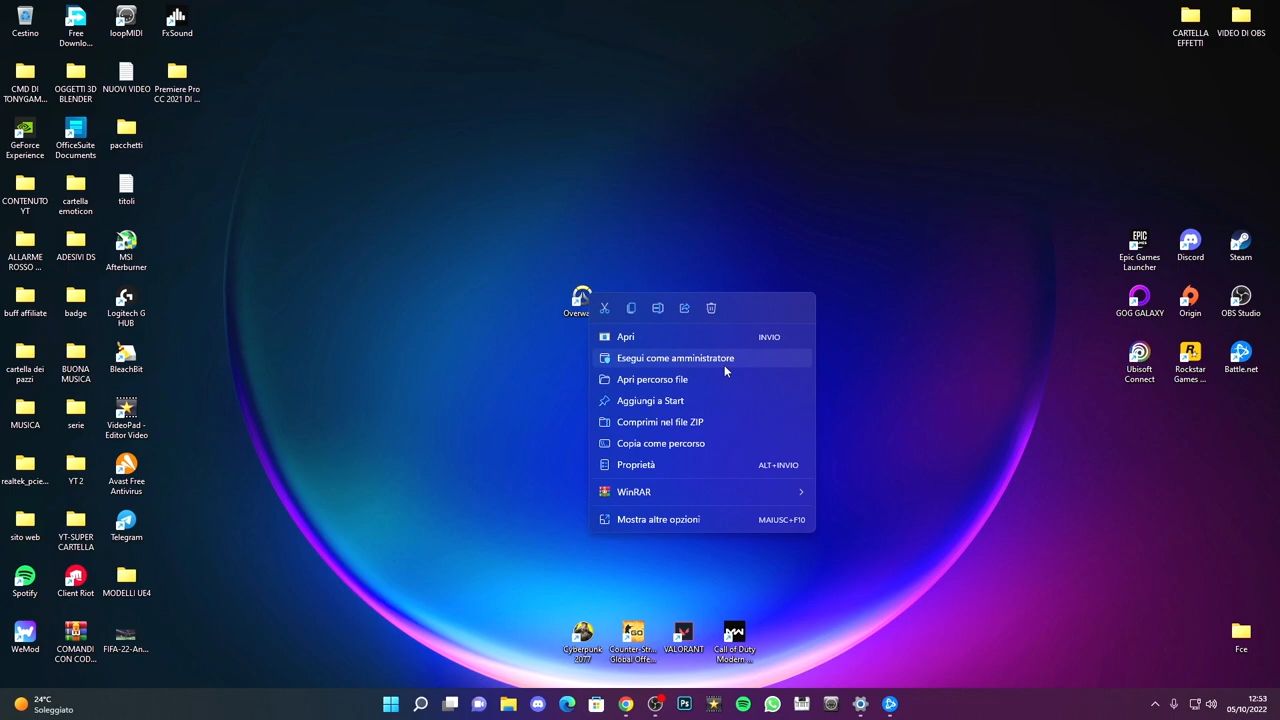 Cestino
Free
Downlo...
loopMIDI
FxSound
CARTELLA
EFFETTI
VIDEO DI OBS
CMD DI
TONYGAM...
OGGETTI 3D
BLENDER
NUOVI VIDEO
Premiere Pro
CC 2021 DI ...
GeForce
Experience
OfficeSuite
Documents
pacchetti
CONTENUTO
YT
cartella
emoticon
titoli
ALLARME
ROSSO ...
ADESIVI DS
MSI
Afterburner
Epic Games
Launcher
Discord
Steam
buff affiliate
badge
Logitech G
HUB
Overwa
GOG GALAXY
Origin
OBS Studio
Apri
INVIO
Esegui come amministratore
Apri percorso file
Aggiungi a Start
Comprimi nel file ZIP
Copia come percorso
Proprietà
ALT+INVIO
WinRAR
Mostra altre opzioni
MAIUSC+F10
cartella dei
pazzi
BUONA
MUSICA
BleachBit
Ubisoft
Connect
Rockstar
Games ...
Battle.net
MUSICA
serie
VideoPad -
Editor Video
realtek_pcie...
YT 2
Avast Free
Antivirus
sito web
YT-SUPER
CARTELLA
Telegram
Spotify
Client Riot
MODELLI UE4
WeMod
COMANDI
CON COD...
FIFA-22-An...
Cyberpunk
2077
Counter-Str...
Global Offe...
VALORANT
Call of Duty
Modern ...
Fce
24°C
Soleggiato
12:53
05/10/2022